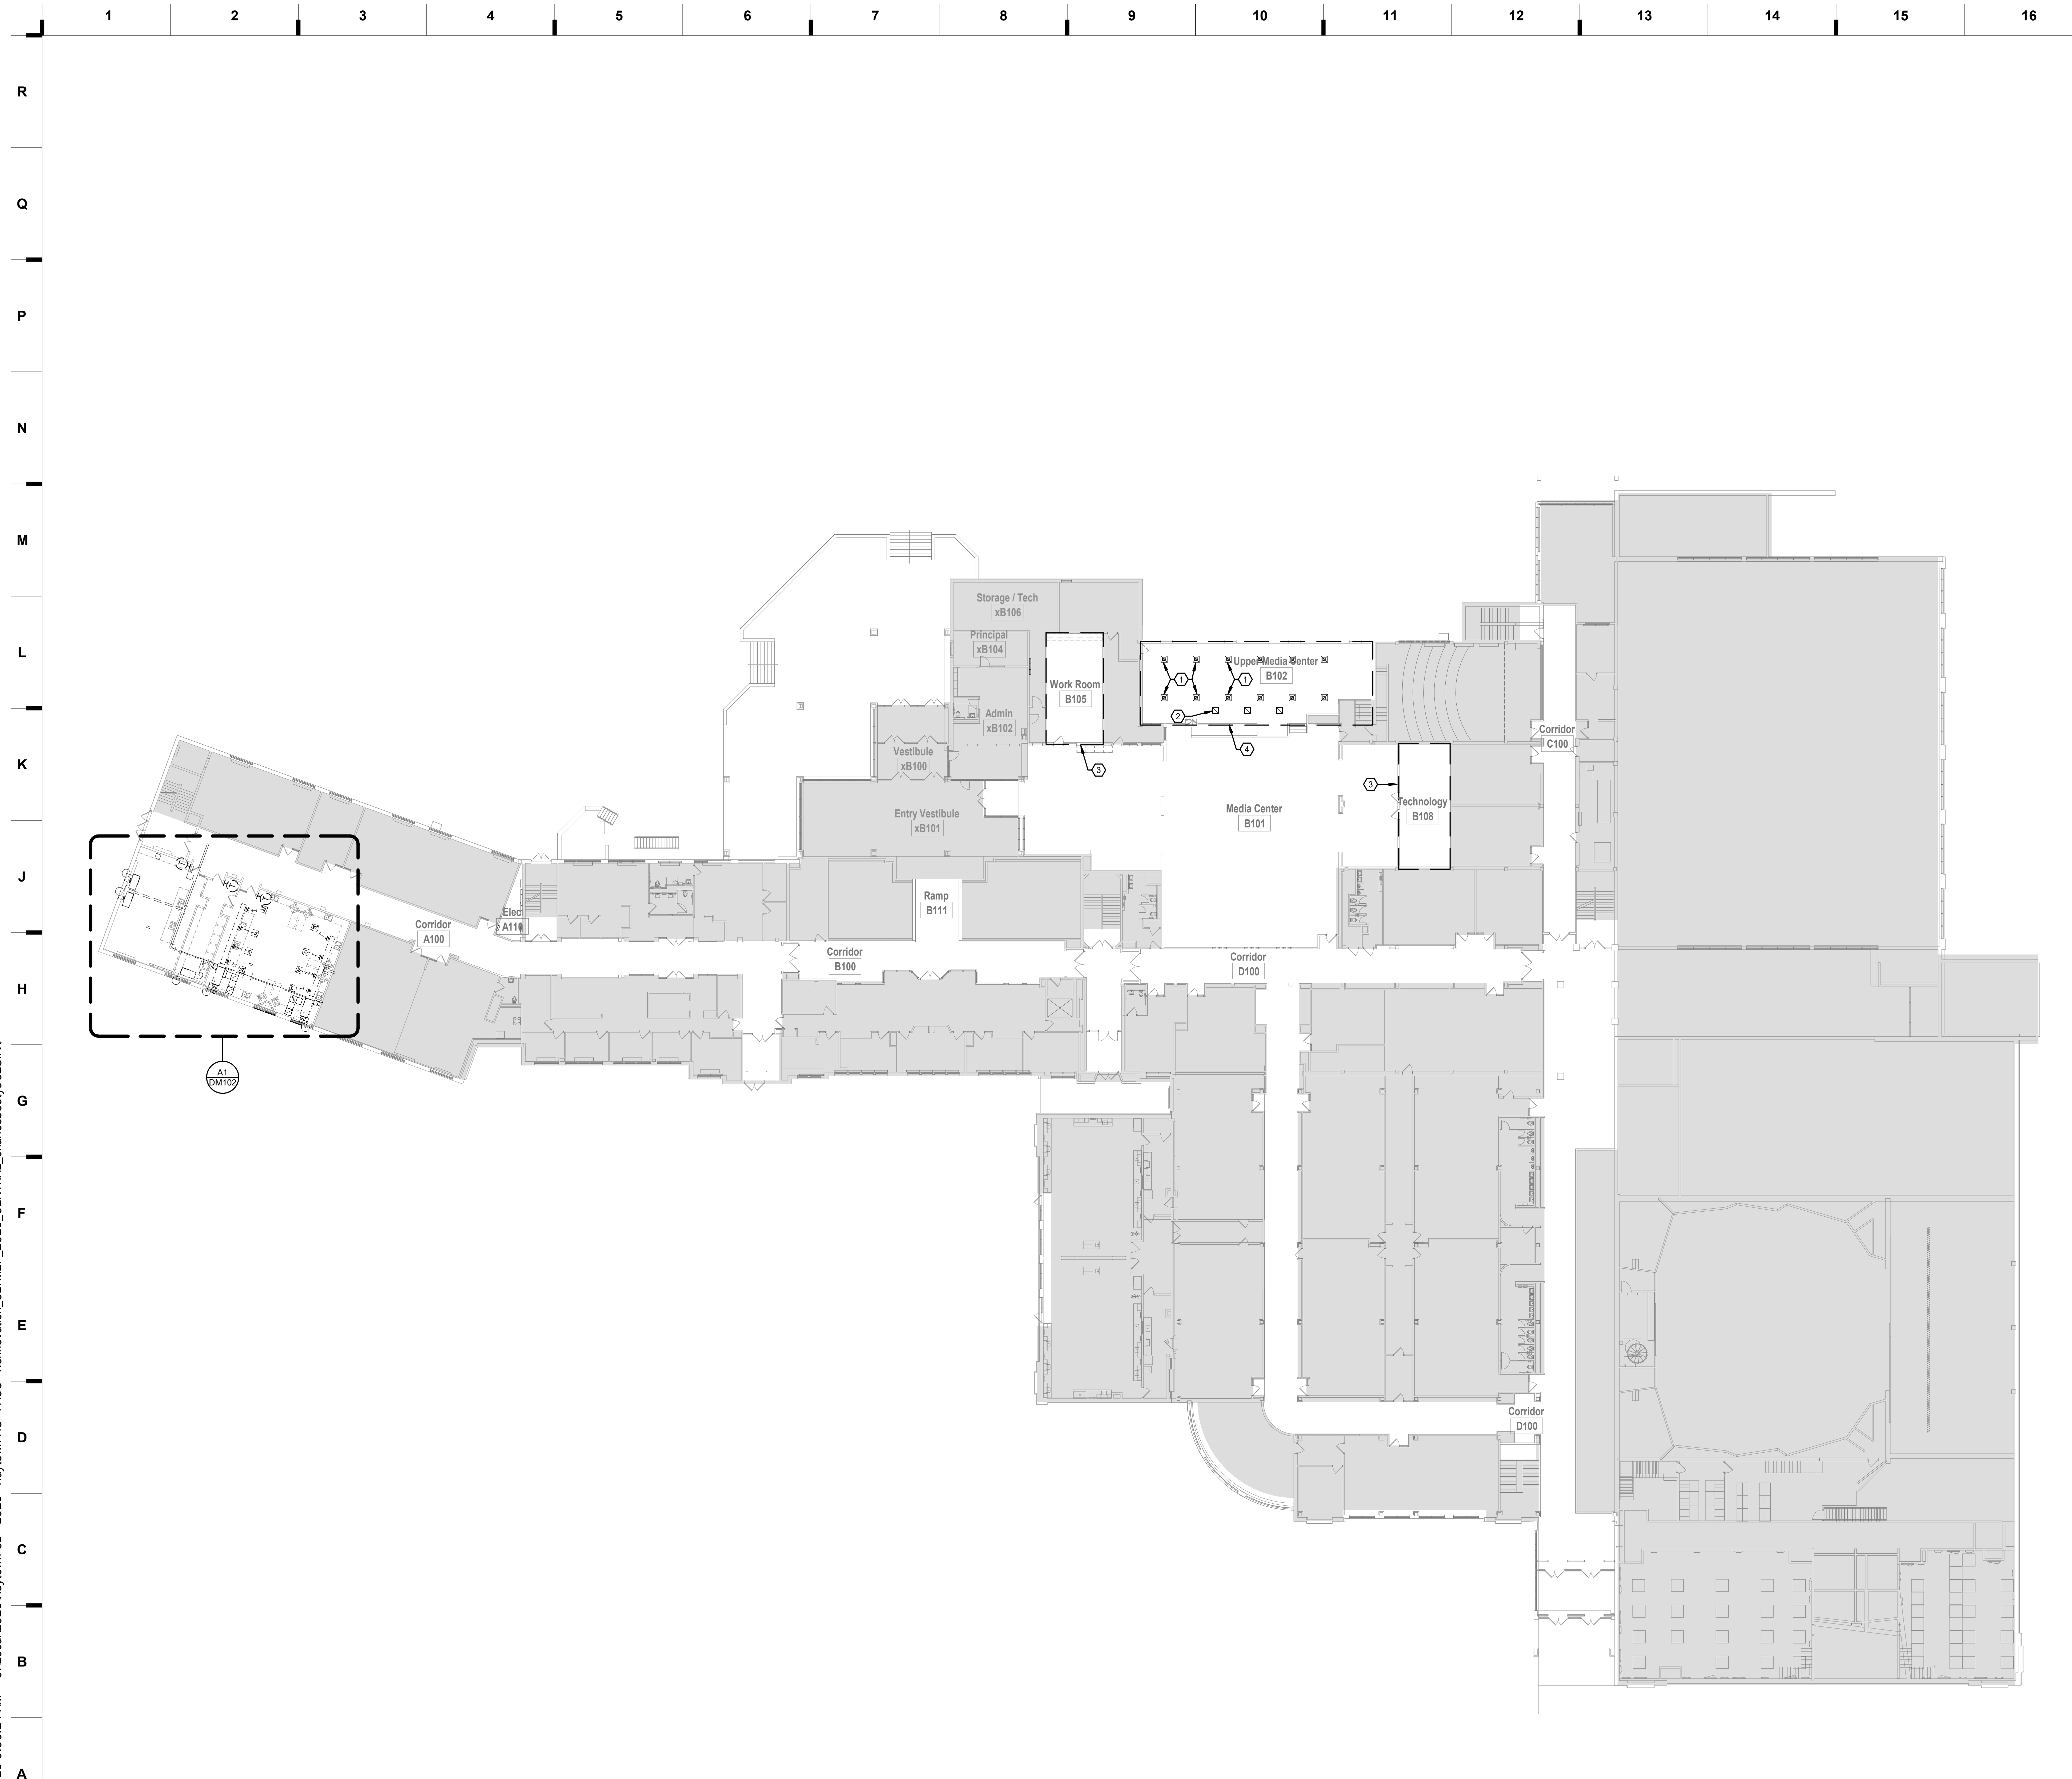 1 2 3 4 5 6 7 8 9 10 11 12 13 14 15 16
R
Q
P
N
M
L
K
J
H
G
F
E
D
C
B
A
Storage / Tech
xB106
Principal
xB104
Work Room
B105
Upper Media Center
B102
1
1
2
Admin
xB102
Vestibule
xB100
3
4
Corridor
C100
3
Technology
B108
Media Center
B101
Entry Vestibule
xB101
Ramp
B111
Elec
A110
Corridor
A100
Corridor
B100
Corridor
D100
A1
DM102
Corridor
D100